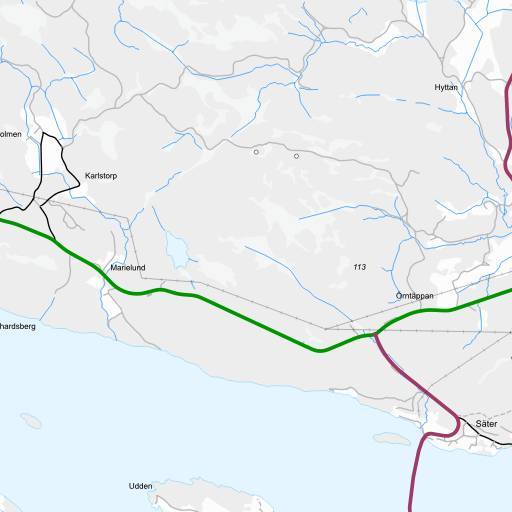 Hyttan
olmen
Karlstorp
Marielund
113
Örntäppan
hardsberg
Säter
Udden